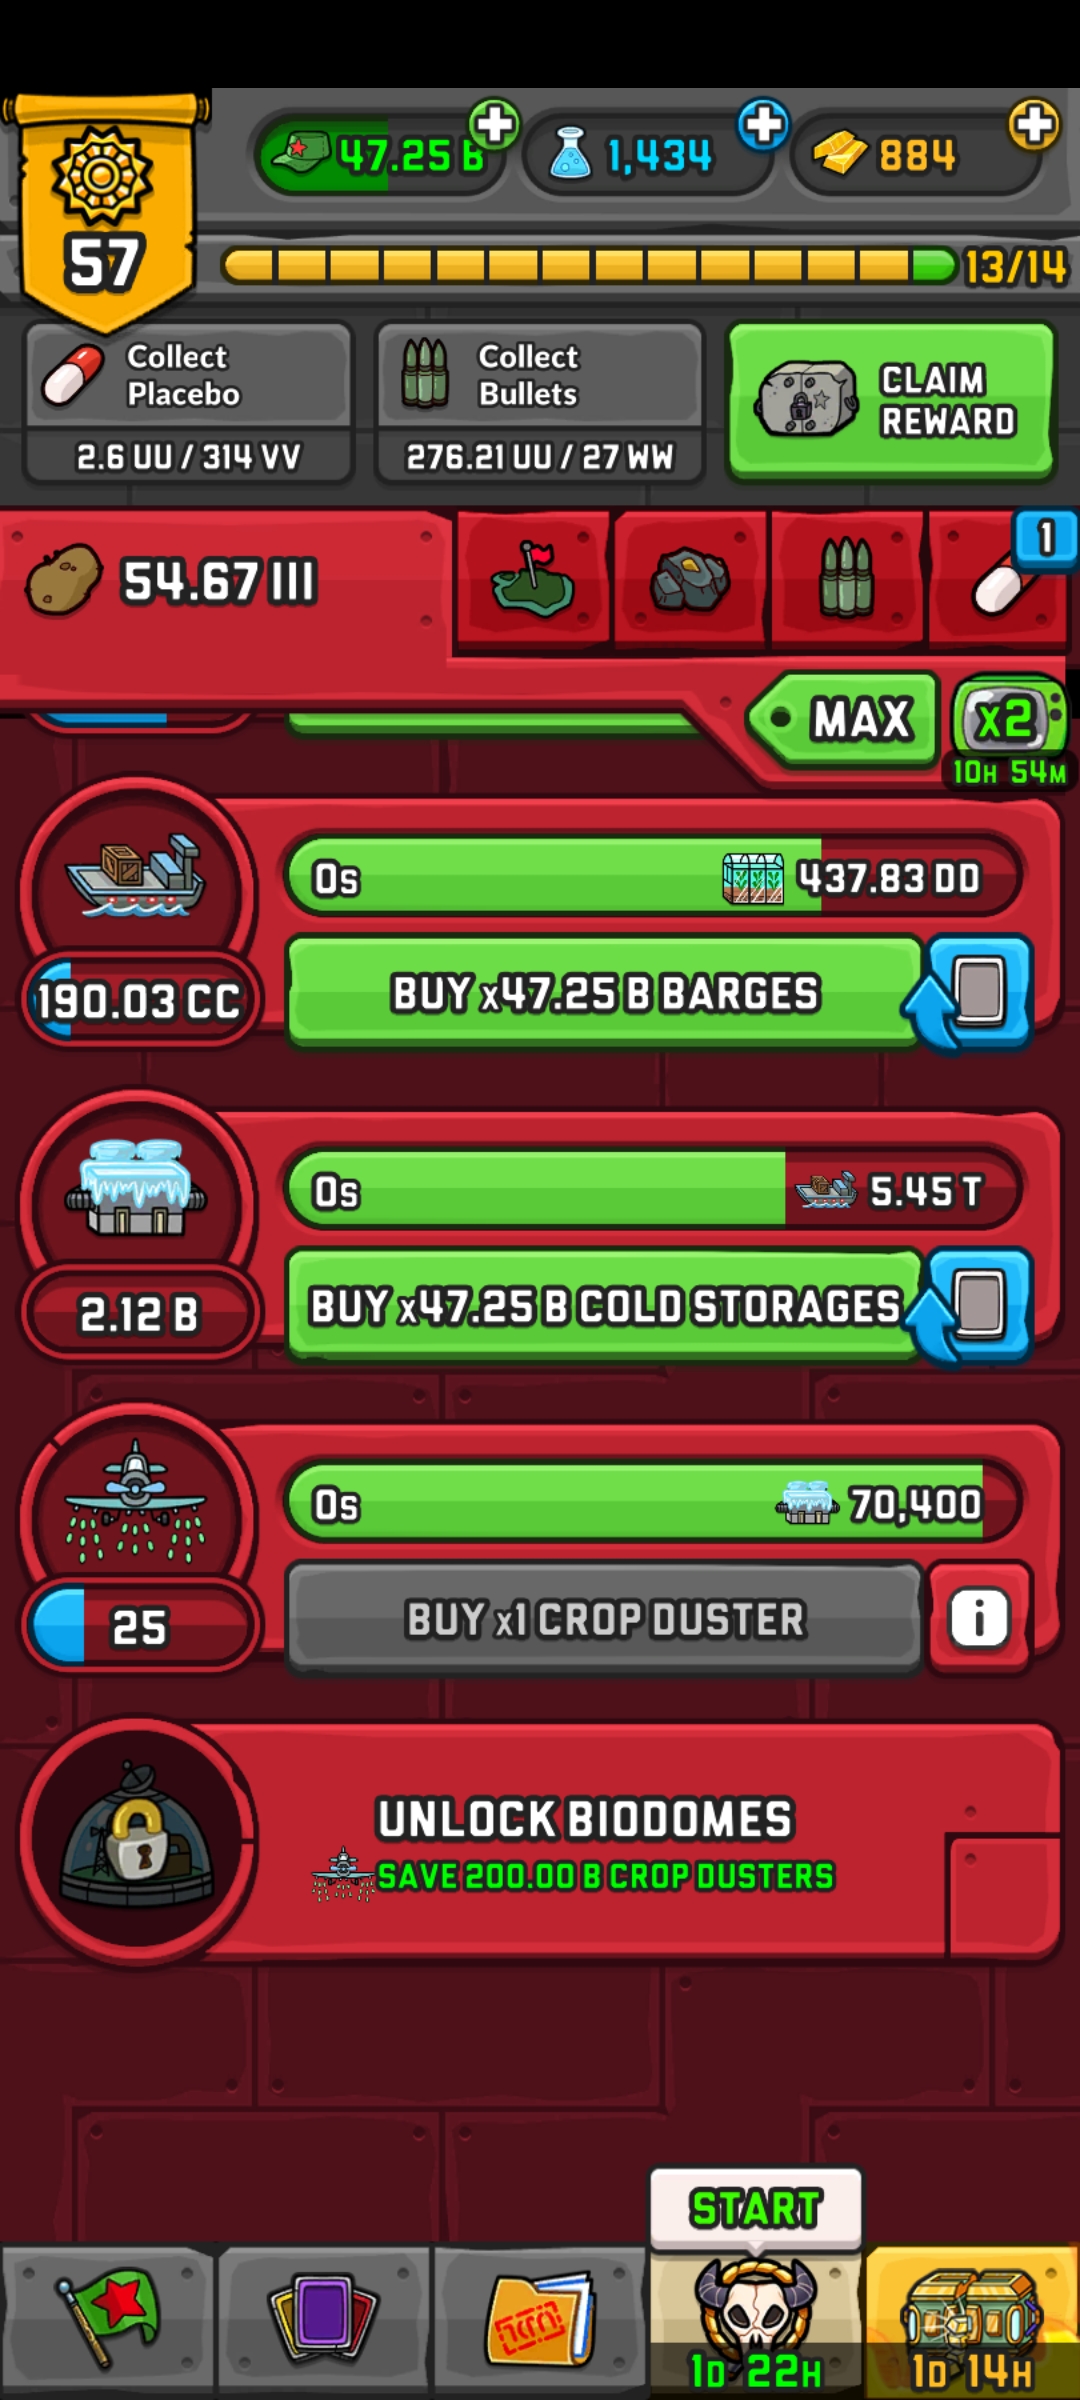 47.25 B
1,434
884
57
13/14
Collect
Placebo
2.6 UU / 314 VV
Collect
Bullets
276.21 UU / 27 WW
CLAIM
REWARD
54.67 III
1
MAX
x2
10H 54M
0s
437.83 DD
190.03 CC
BUY x47.25 B BARGES
0s
5.45 T
2.12 B
BUY x47.25 B COLD STORAGES
0s
70,400
25
BUY x1 CROP DUSTER
i
UNLOCK BIODOMES
SAVE 200.00 B CROP DUSTERS
START
1D 22H
1D 14H